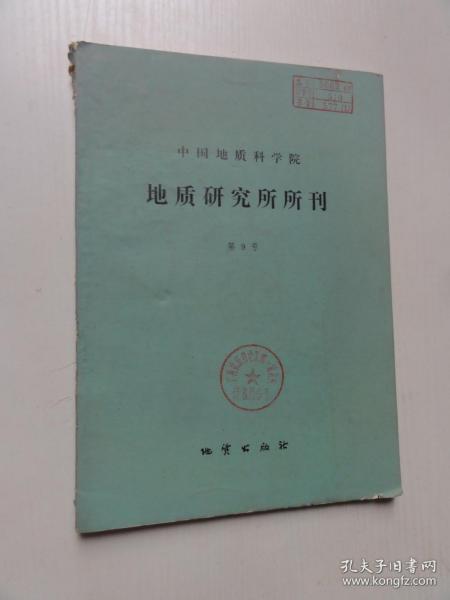 中国地质科学院
地质研究所所刊
第9号
地质出版社
孔夫子旧书网
www.kongfz.com